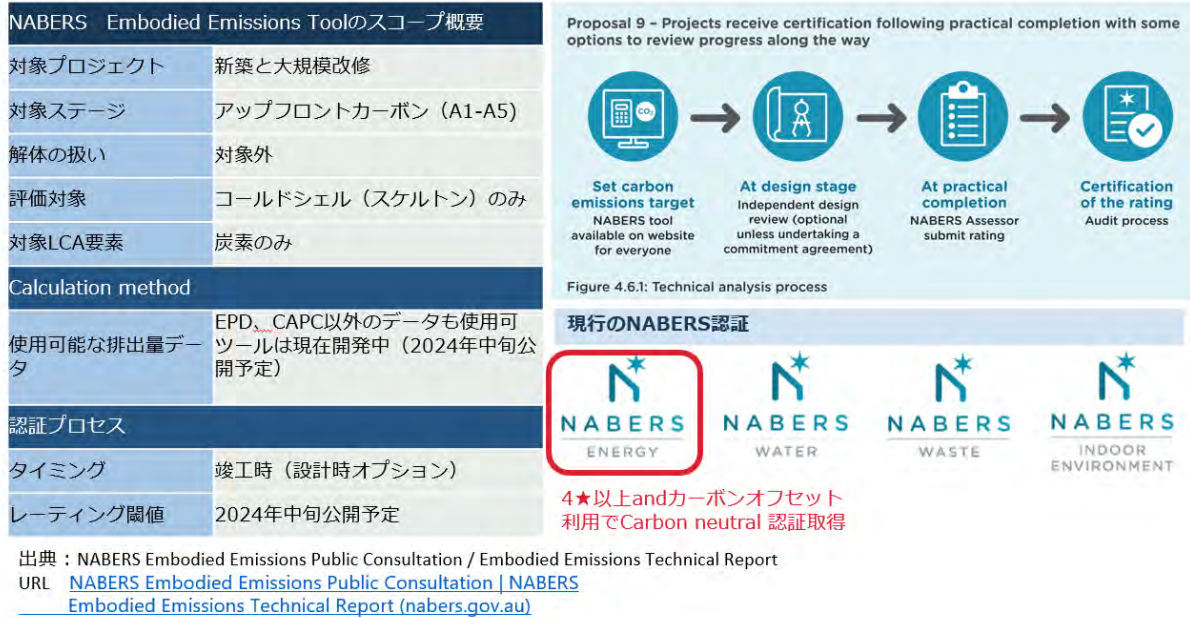 NABERS Embodied Emissions Toolのスコープ概要
対象プロジェクト 新築と大規模改修
対象ステージ アップフロントカーボン（A1-A5)
解体の扱い 対象外
評価対象 コールドシェル（スケルトン）のみ
対象LCA要素 炭素のみ
Calculation method
使用可能な排出量データ
EPD、CAPC以外のデータも使用可
ツールは現在開発中（2024年中旬公
開予定）
認証プロセス
タイミング 竣工時（設計時オプション）
レーティング閾値 2024年中旬公開予定
Proposal 9 – Projects receive certification following practical completion with some
options to review progress along the way
CO₂
Set carbon
emissions target
NABERS tool
available on website
for everyone
At design stage
Independent design
review (optional
unless undertaking a
commitment agreement)
At practical
completion
NABERS Assessor
submit rating
Certification
of the rating
Audit process
Figure 4.6.1: Technical analysis process
現行のNABERS認証
NABERS
ENERGY
NABERS
WATER
NABERS
WASTE
NABERS
INDOOR
ENVIRONMENT
4★以上andカーボンオフセット
利用でCarbon neutral 認証取得
出典：NABERS Embodied Emissions Public Consultation / Embodied Emissions Technical Report
URL NABERS Embodied Emissions Public Consultation | NABERS
Embodied Emissions Technical Report (nabers.gov.au)